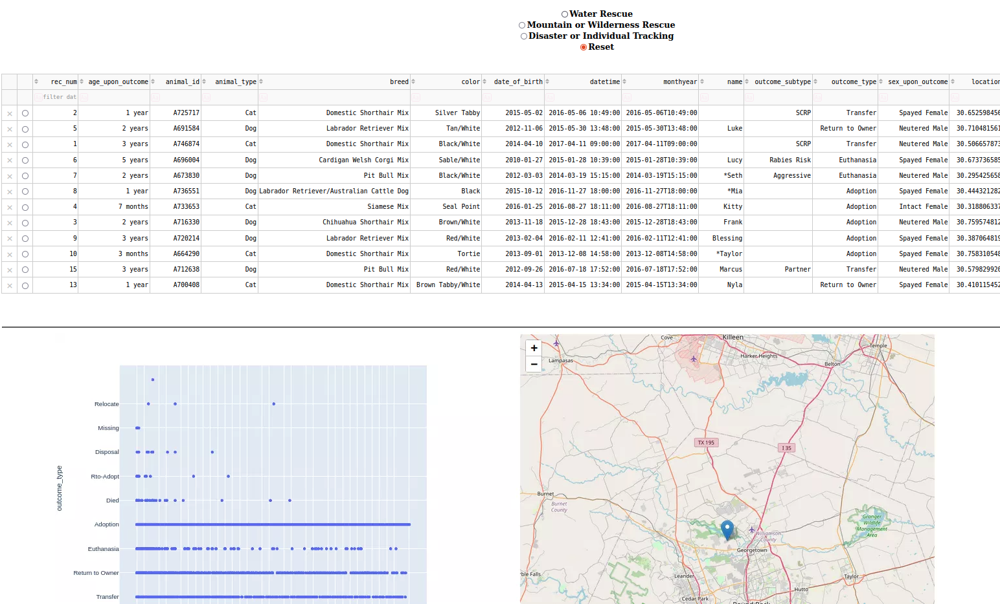 Water Rescue
Mountain or Wilderness Rescue
Disaster or Individual Tracking
Reset
rec_num age_upon_outcome animal_id animal_type breed color date_of_birth datetime monthyear name outcome_subtype outcome_type sex_upon_outcome location
filter dat
2 1 year A725717 Cat Domestic Shorthair Mix Silver Tabby 2015-05-02 2016-05-06 10:49:00 2016-05-06T10:49:00 SCRP Transfer Spayed Female 30.652598456
5 2 years A691584 Dog Labrador Retriever Mix Tan/White 2012-11-06 2015-05-30 13:48:00 2015-05-30T13:48:00 Luke Return to Owner Neutered Male 30.710481561
1 3 years A746874 Cat Domestic Shorthair Mix Black/White 2014-04-10 2017-04-11 09:00:00 2017-04-11T09:00:00 SCRP Transfer Neutered Male 30.506657873
6 5 years A696004 Dog Cardigan Welsh Corgi Mix Sable/White 2010-01-27 2015-01-28 10:39:00 2015-01-28T10:39:00 Lucy Rabies Risk Euthanasia Spayed Female 30.673736585
7 2 years A673830 Dog Pit Bull Mix Black/White 2012-03-03 2014-03-19 15:15:00 2014-03-19T15:15:00 *Seth Aggressive Euthanasia Neutered Male 30.295425658
8 1 year A736551 Dog Labrador Retriever/Australian Cattle Dog Black 2015-10-12 2016-11-27 18:00:00 2016-11-27T18:00:00 *Mia Adoption Spayed Female 30.444321282
4 7 months A733653 Cat Siamese Mix Seal Point 2016-01-25 2016-08-27 18:11:00 2016-08-27T18:11:00 Kitty Adoption Intact Female 30.318806337
3 2 years A716330 Dog Chihuahua Shorthair Mix Brown/White 2013-11-18 2015-12-28 18:43:00 2015-12-28T18:43:00 Frank Adoption Neutered Male 30.759574812
9 3 years A720214 Dog Labrador Retriever Mix Red/White 2013-02-04 2016-02-11 12:41:00 2016-02-11T12:41:00 Blessing Adoption Spayed Female 30.387064819
10 3 months A664290 Cat Domestic Shorthair Mix Tortie 2013-09-01 2013-12-08 14:58:00 2013-12-08T14:58:00 *Taylor Adoption Spayed Female 30.758310548
15 3 years A712638 Dog Pit Bull Mix Red/White 2012-09-26 2016-07-18 17:52:00 2016-07-18T17:52:00 Marcus Partner Transfer Neutered Male 30.579829920
13 1 year A700408 Cat Domestic Shorthair Mix Brown Tabby/White 2014-04-13 2015-04-15 13:34:00 2015-04-15T13:34:00 Nyla Return to Owner Spayed Female 30.410115452
outcome_type
Relocate
Missing
Disposal
Rto-Adopt
Died
Adoption
Euthanasia
Return to Owner
Transfer
+
−
Cove
Killeen
Lampasas
Harker Heights
Temple
Belton
TX 195
I 35
Burnet
Burnet
County
Granger
Wildlife
Management
Area
Williamson
County
Georgetown
ble Falls
Leander
Taylor
Hutto
Cedar Park
Round Rock